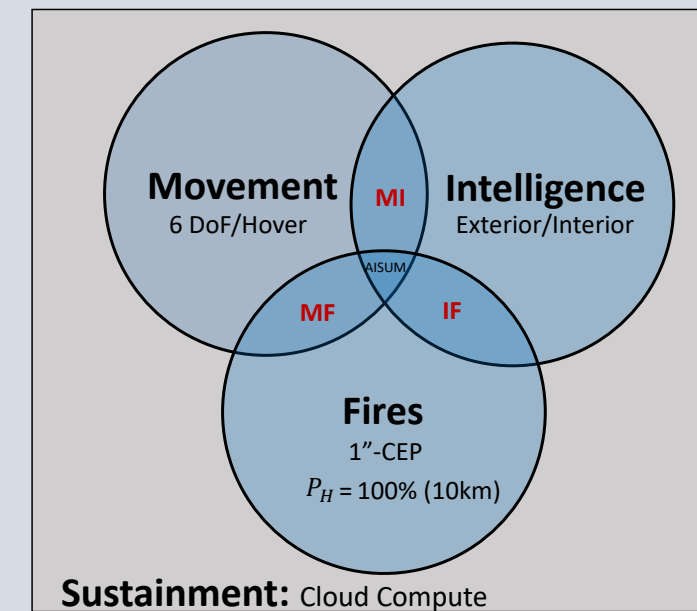 Movement
6 DoF/Hover
MI
Intelligence
Exterior/Interior
AISUM
MF
IF
Fires
1”-CEP
P_H = 100% (10km)
Sustainment: Cloud Compute